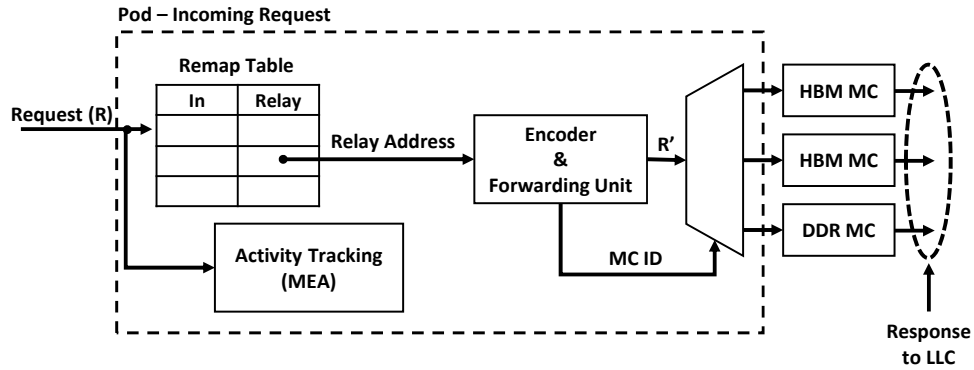 Pod – Incoming Request
Remap Table
In
Relay
Request (R)
Relay Address
Encoder
&
Forwarding Unit
R'
HBM MC
HBM MC
DDR MC
Activity Tracking
(MEA)
MC ID
Response
to LLC